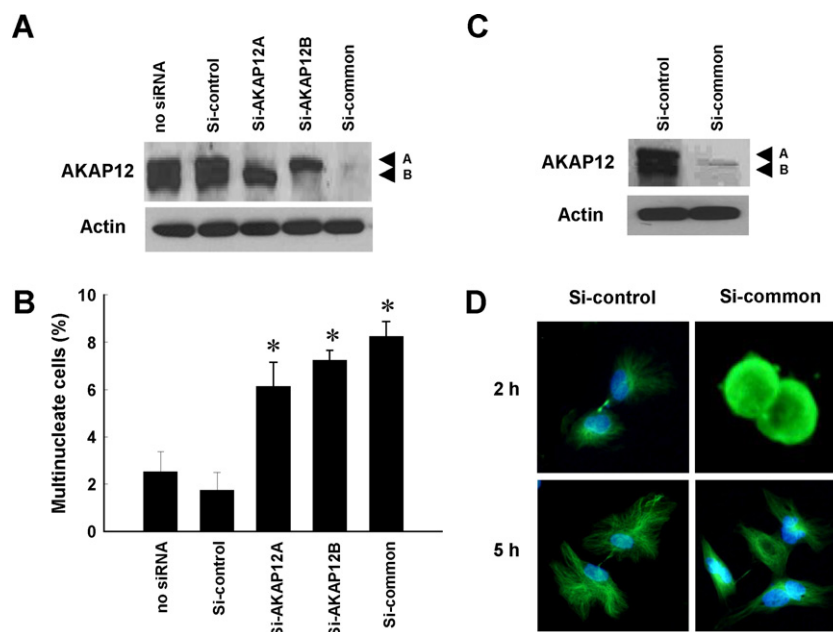 A
no siRNA
Si-control
Si-AKAP12A
Si-AKAP12B
Si-common
AKAP12
A
B
Actin
B
Multinucleate cells (%)
10
8
6
4
2
0
*
*
*
no siRNA
Si-control
Si-AKAP12A
Si-AKAP12B
Si-common
C
Si-control
Si-common
AKAP12
A
B
Actin
D
Si-control
Si-common
2 h
5 h